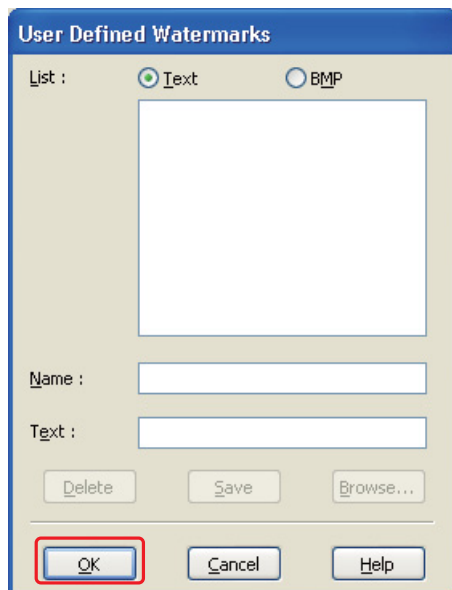 User Defined Watermarks
List : Text BMP
Name :
Text :
Delete Save Browse...
OK Cancel Help